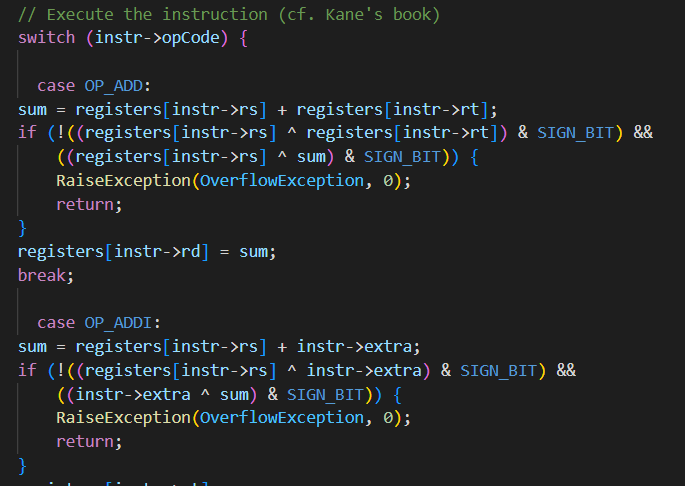 // Execute the instruction (cf. Kane's book)
switch (instr->opCode) {
case OP_ADD:
sum = registers[instr->rs] + registers[instr->rt];
if (!((registers[instr->rs] ^ registers[instr->rt]) & SIGN_BIT) &&
((registers[instr->rs] ^ sum) & SIGN_BIT)) {
RaiseException(OverflowException, 0);
return;
}
registers[instr->rd] = sum;
break;
case OP_ADDI:
sum = registers[instr->rs] + instr->extra;
if (!((registers[instr->rs] ^ instr->extra) & SIGN_BIT) &&
((instr->extra ^ sum) & SIGN_BIT)) {
RaiseException(OverflowException, 0);
return;
}